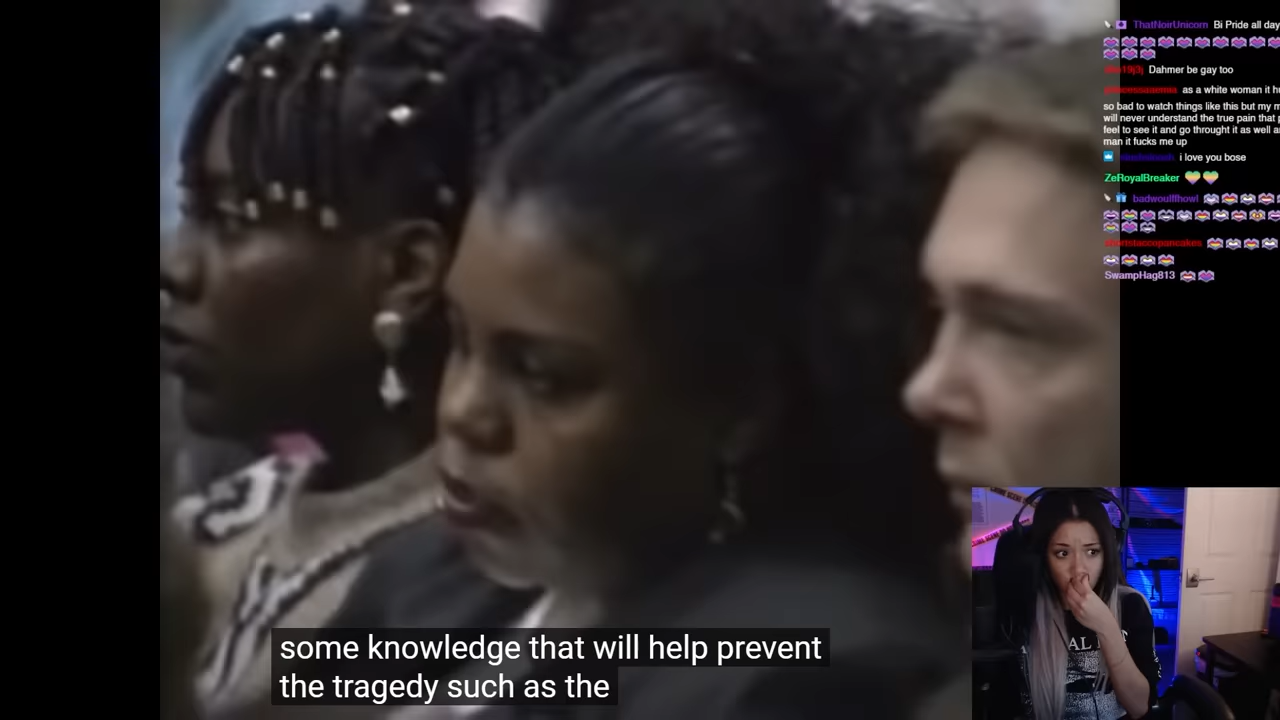 ThatNoirUnicorn Bi Pride all day
Dahmer be gay too
as a white woman it hu
so bad to watch things like this but my m
will never understand the true pain that p
feel to see it and go throught it as well a
man it fucks me up
i love you bose
ZeRoyalBreaker
badwoulffhowl
shortstaccopancakes
SwampHag813
some knowledge that will help prevent
the tragedy such as the